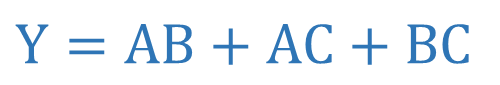 Y = AB + AC + BC